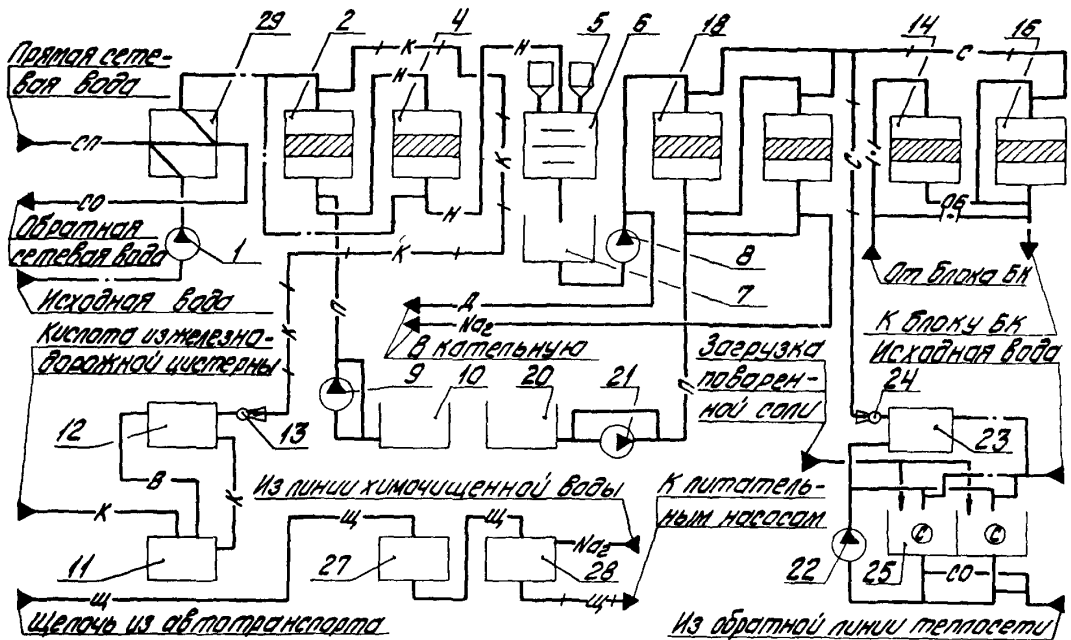 29 2 4 5 6 18 14 16
Прямая сете-
вая вода
К Н С
Н
СП К С
СО Н ОБ
Обратная
сетевая вода
1 К 8
Исходная вода 7 От блока БК
П Д
К Na2
В котельную
К блоку БК
Исходная вода
Кислота из железно-
дорожной цистерны
Загрузка
поварен-
ной соли
9 10 20 21 П 24
12 13 23
Из линии химочищенной воды
К питатель-
ным насосам
В К
К Щ Щ
Na2 С С
11 27 28 22 25 СО
Щ Щ
Щелочь из автотранспорта
Из обратной линии теплосети